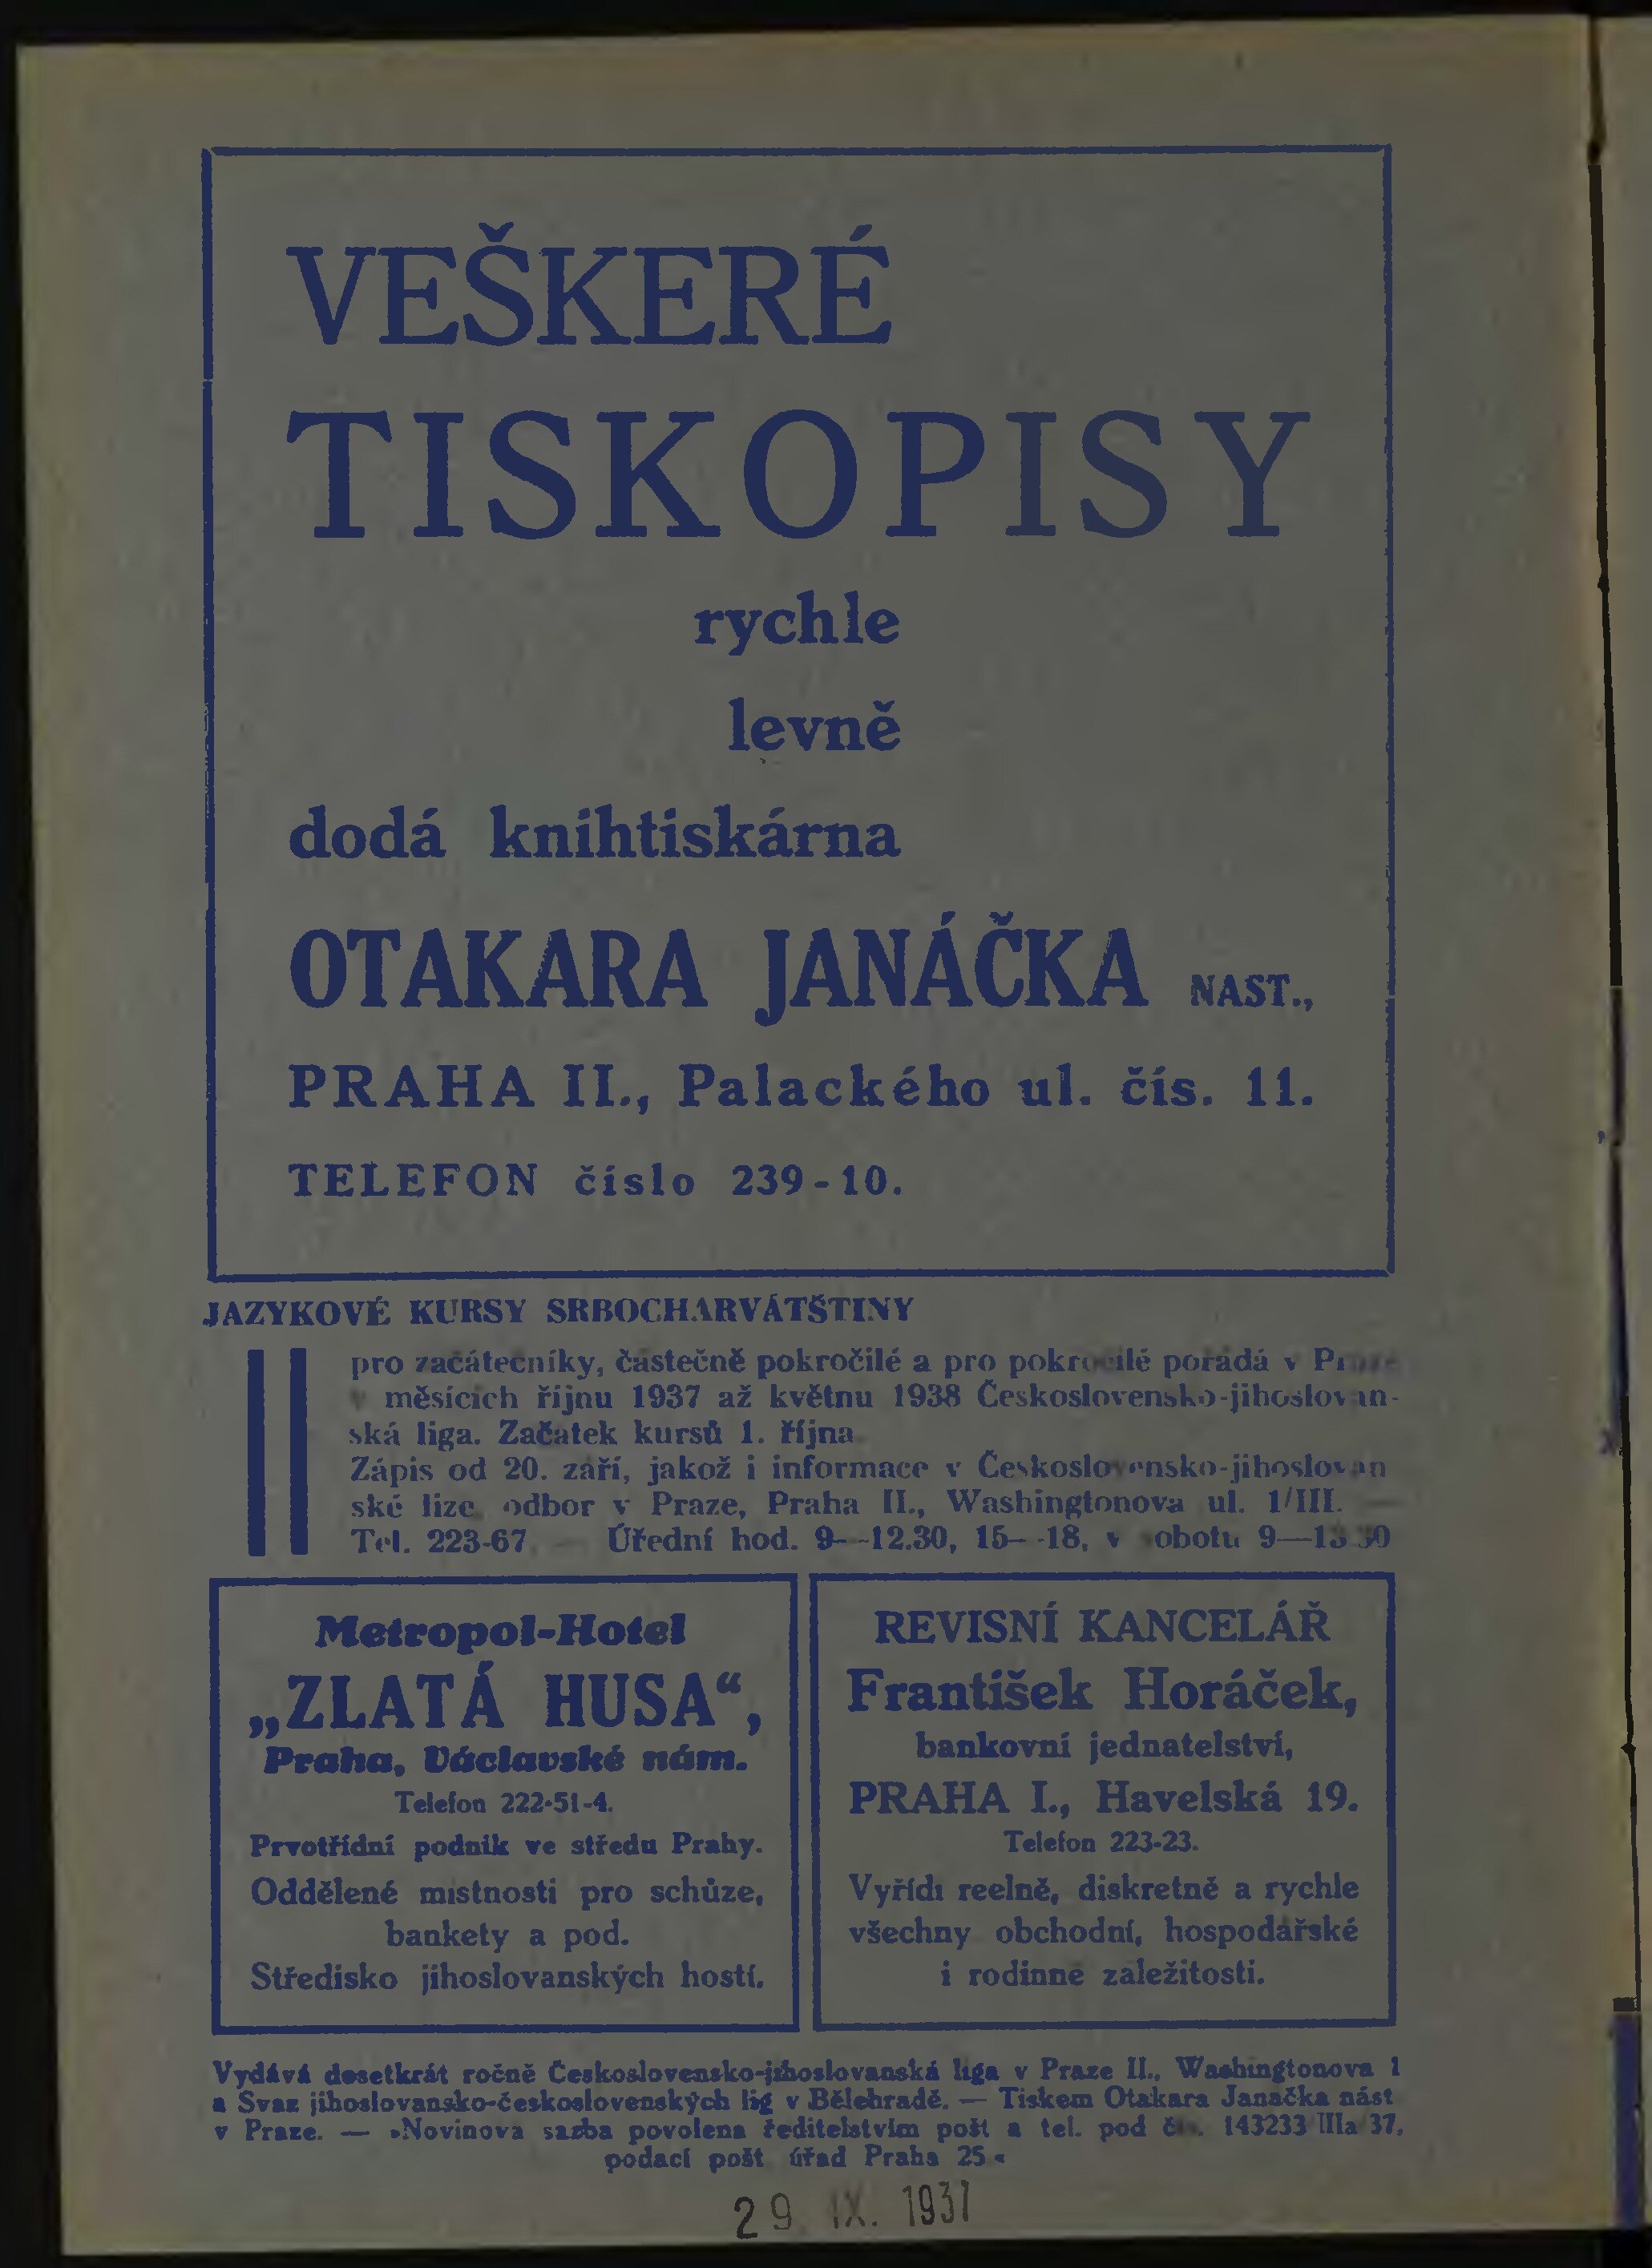 VEŠKERÉ
TISKOPISY
rychle
levně
dodá knihtiskárna
OTAKARA JANÁČKA NAST.,
PRAHA II., Palackého ul. čís. 11.
TELEFON číslo 239-10.
JAZYKOVÉ KURSY SRBOCHARVÁTŠTINY
pro začátečníky, částečně pokročilé a pro pokročilé pořádá v Praze
v měsících říjnu 1937 až květnu 1938 Československo-jihoslovan-
ská liga. Začátek kursů 1. října
Zápis od 20. září, jakož i informace v Československo-jihoslovan
ské lize odbor v Praze, Praha II., Washingtonova ul. 1/III. —
Tel. 223-67. — Úřední hod. 9—12.30, 15—18, v sobotu 9—13.30
Metropol-Hotel
„ZLATÁ HUSA“,
Praha, Václavské nám.
Telefon 222-51-4.
Prvotřídní podnik ve středu Prahy.
Oddělené místnosti pro schůze,
bankety a pod.
Středisko jihoslovanských hostí.
REVISNÍ KANCELÁŘ
František Horáček,
bankovní jednatelství,
PRAHA I., Havelská 19.
Telefon 223-23.
Vyřídí reelně, diskretně a rychle
všechny obchodní, hospodářské
i rodinné záležitosti.
Vydává desetkrát ročně Československo-jihoslovanská liga v Praze II., Washingtonova 1
a Svaz jihoslovansko-československých lig v Bělehradě. — Tiskem Otakara Janáčka nást
v Praze. — »Novinová sazba povolena ředitelstvím pošt a tel. pod čís. 143233 IIIa 37,
podací pošt. úřad Praha 25«
29. IX. 1937